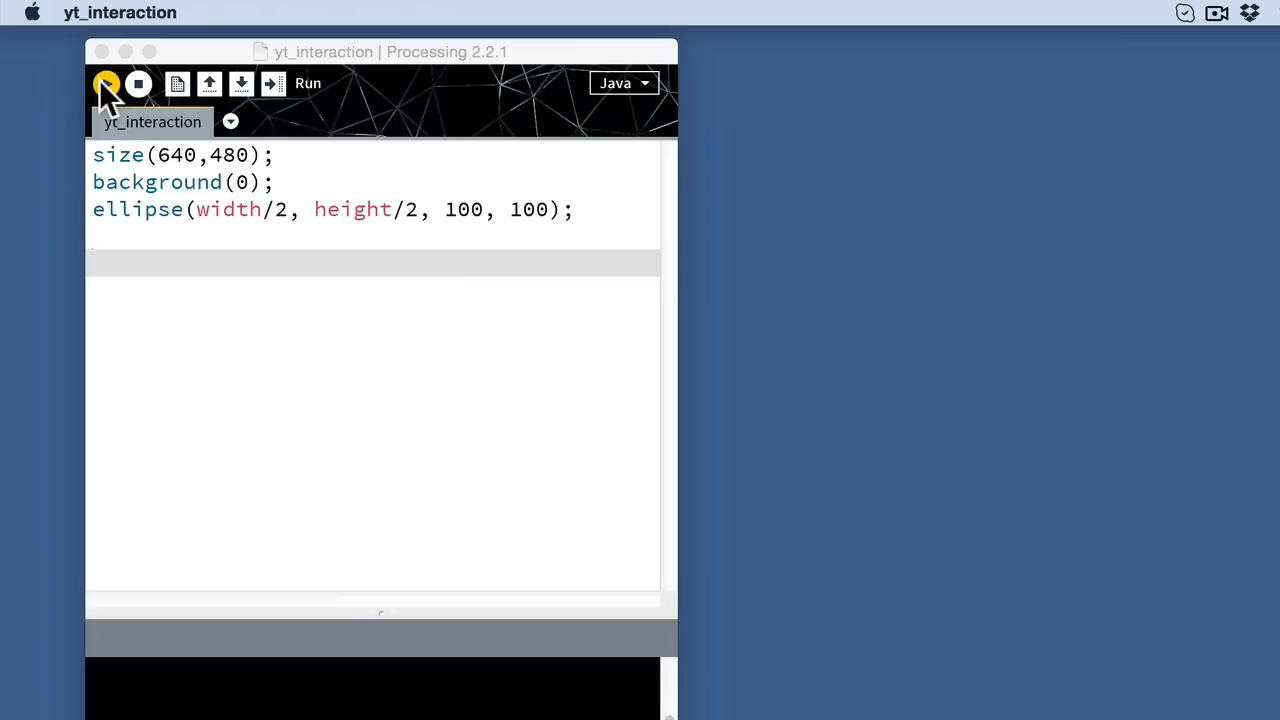 yt_interaction
yt_interaction | Processing 2.2.1
Run
Java
yt_interaction
size(640,480);
background(0);
ellipse(width/2, height/2, 100, 100);